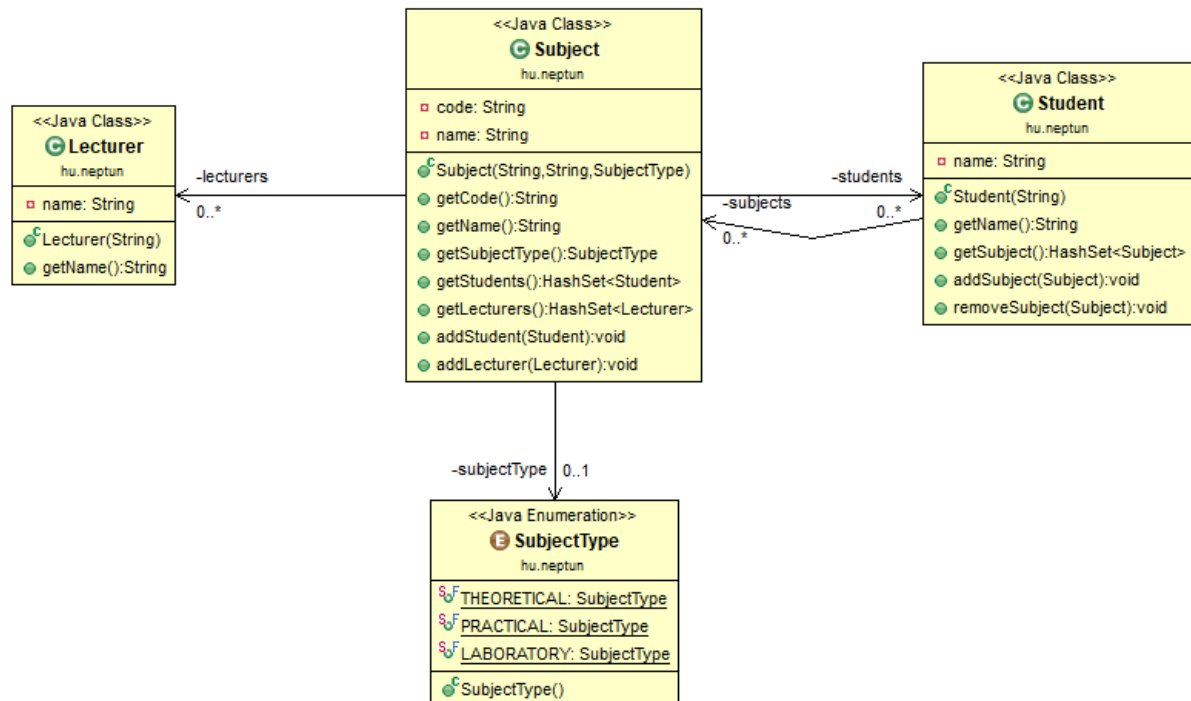 <<Java Class>>
Subject
hu.neptun
code: String
name: String
Subject(String,String,SubjectType)
getCode():String
getName():String
getSubjectType():SubjectType
getStudents():HashSet<Student>
getLecturers():HashSet<Lecturer>
addStudent(Student):void
addLecturer(Lecturer):void
<<Java Class>>
Lecturer
hu.neptun
name: String
Lecturer(String)
getName():String
-lecturers
0..*
<<Java Class>>
Student
hu.neptun
name: String
Student(String)
getName():String
getSubject():HashSet<Subject>
addSubject(Subject):void
removeSubject(Subject):void
-students
0..*
-subjects
0..*
-subjectType
0..1
<<Java Enumeration>>
SubjectType
hu.neptun
THEORETICAL: SubjectType
PRACTICAL: SubjectType
LABORATORY: SubjectType
SubjectType()